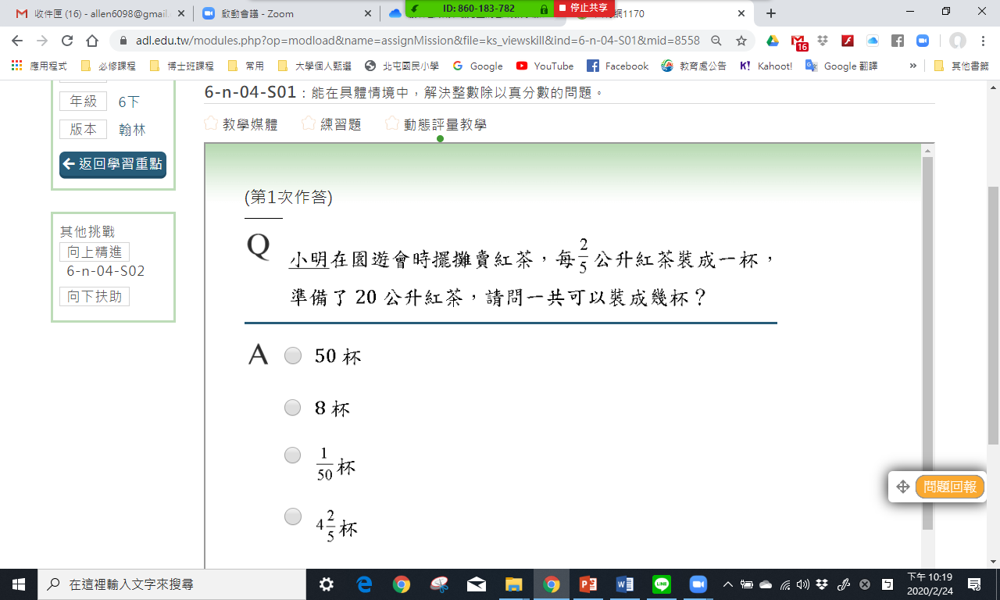 收件匣 (16) - allen6098@gmail.
啟動會議 - Zoom
ID: 860-183-782
停止共享
網1170
adl.edu.tw/modules.php?op=modload&name=assignMission&file=ks_viewskill&ind=6-n-04-S01&mid=8558
16
應用程式 必修課程 博士班課程 常用 大學個人甄選 北屯國民小學 Google YouTube Facebook 教育處公告 Kahoot! Google 翻譯 » 其他書籤
年級 6下
版本 翰林
返回學習重點
其他挑戰
向上精進
6-n-04-S02
向下扶助
6-n-04-S01：能在具體情境中，解決整數除以真分數的問題。
教學媒體 練習題 動態評量教學
(第1次作答)
Q 小明在園遊會時擺攤賣紅茶，每2/5公升紅茶裝成一杯，
準備了 20 公升紅茶，請問一共可以裝成幾杯？
A 50 杯
8 杯
1/50 杯
4 2/5 杯
問題回報
在這裡輸入文字來搜尋
下午 10:19
2020/2/24